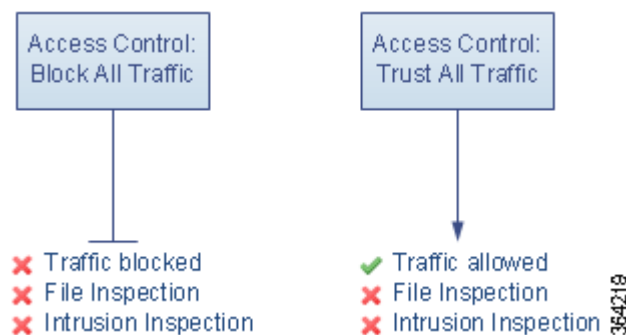 Access Control:
Block All Traffic
Traffic blocked
File Inspection
Intrusion Inspection
Access Control:
Trust All Traffic
Traffic allowed
File Inspection
Intrusion Inspection
364219